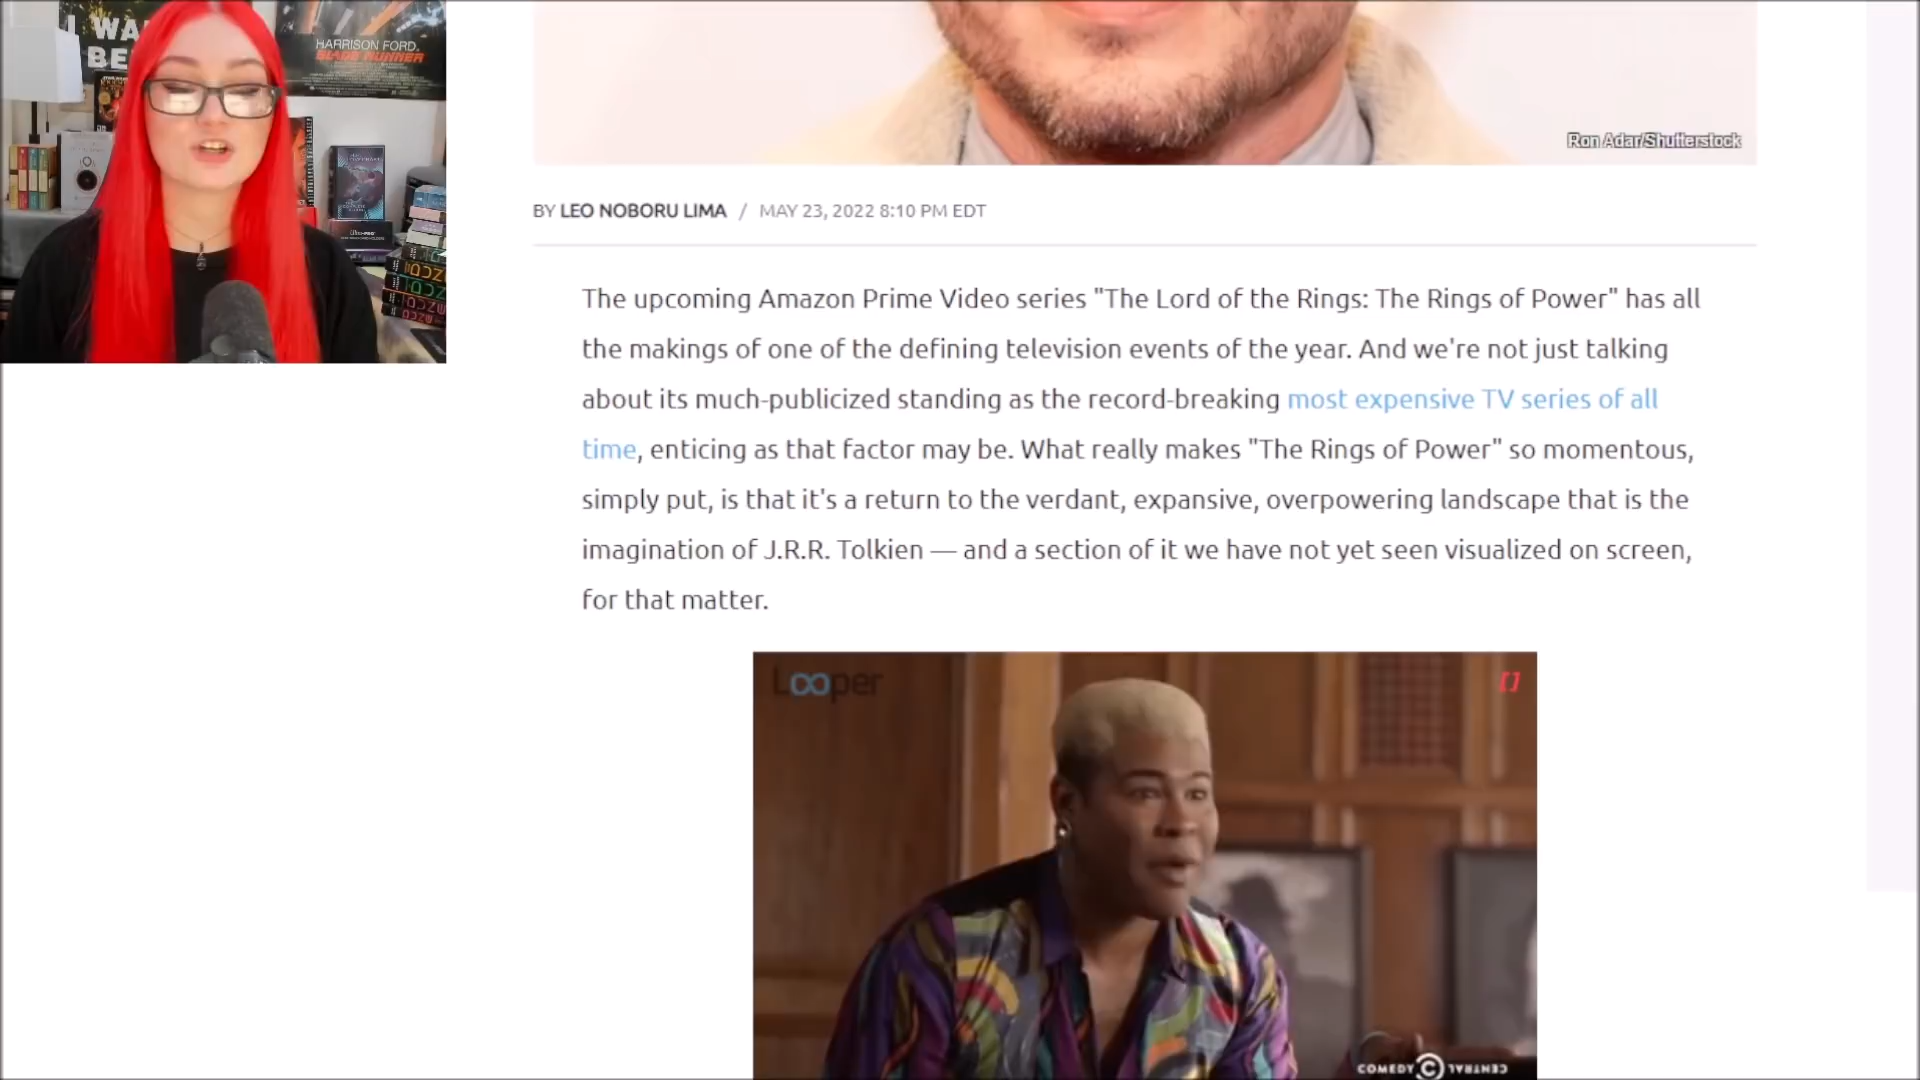 I WA
BE
HARRISON FORD.
BLADE RUNNER
Ron Adar/Shutterstock
BY LEO NOBORU LIMA / MAY 23, 2022 8:10 PM EDT
The upcoming Amazon Prime Video series "The Lord of the Rings: The Rings of Power" has all
the makings of one of the defining television events of the year. And we're not just talking
about its much-publicized standing as the record-breaking most expensive TV series of all
time, enticing as that factor may be. What really makes "The Rings of Power" so momentous,
simply put, is that it's a return to the verdant, expansive, overpowering landscape that is the
imagination of J.R.R. Tolkien — and a section of it we have not yet seen visualized on screen,
for that matter.
Looper
[]
COMEDY CENTRAL